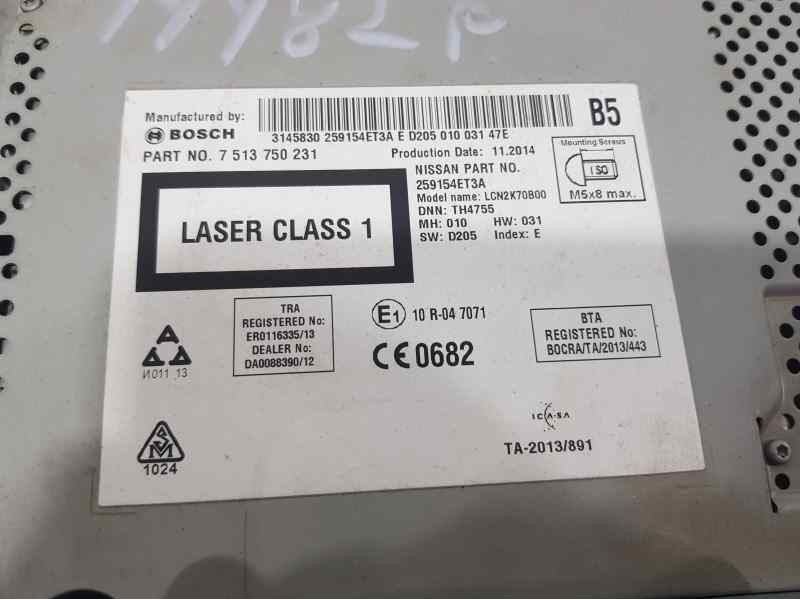 Manufactured by:
BOSCH
3145830 259154ET3A E D205 010 031 47E
B5
PART NO. 7 513 750 231
Production Date: 11.2014
NISSAN PART NO.
259154ET3A
Model name: LCN2K70B00
DNN: TH4755
MH: 010 HW: 031
SW: D205 Index: E
Mounting Screws
ISO
M5x8 max.
LASER CLASS 1
TRA
REGISTERED No:
ER0116335/13
DEALER No:
DA0088390/12
E1 10 R-04 7071
CE0682
BTA
REGISTERED No:
BOCRA/TA/2013/443
И011 13
1024
ICASA
TA-2013/891